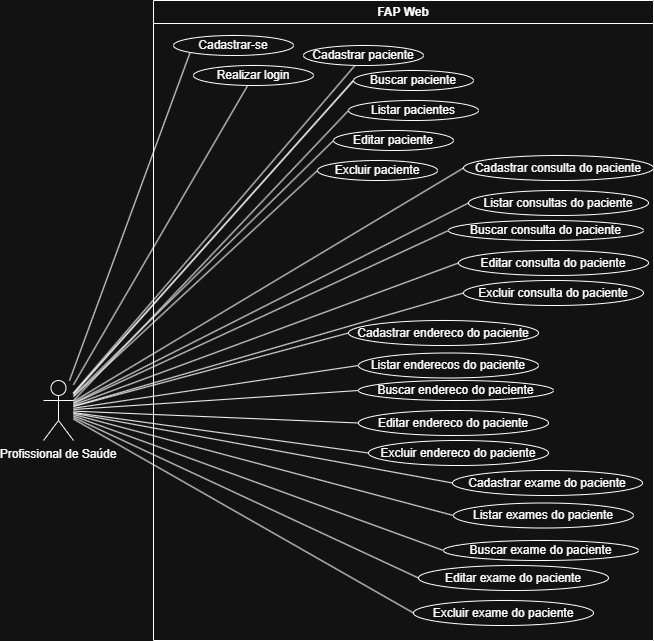 FAP Web
Cadastrar-se
Cadastrar paciente
Realizar login
Buscar paciente
Listar pacientes
Editar paciente
Excluir paciente
Cadastrar consulta do paciente
Listar consultas do paciente
Buscar consulta do paciente
Editar consulta do paciente
Excluir consulta do paciente
Cadastrar endereco do paciente
Listar enderecos do paciente
Buscar endereco do paciente
Editar endereco do paciente
Excluir endereco do paciente
Profissional de Saúde
Cadastrar exame do paciente
Listar exames do paciente
Buscar exame do paciente
Editar exame do paciente
Excluir exame do paciente